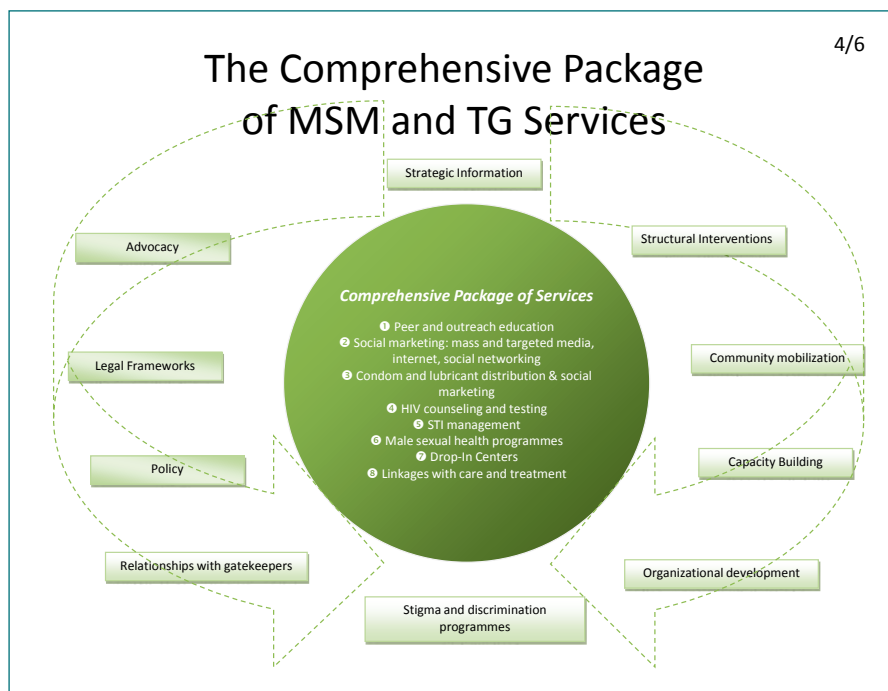 4/6
The Comprehensive Package
of MSM and TG Services
Strategic Information
Advocacy
Structural Interventions
Comprehensive Package of Services
❶ Peer and outreach education
❷ Social marketing: mass and targeted media,
internet, social networking
❸ Condom and lubricant distribution & social
marketing
❹ HIV counseling and testing
❺ STI management
❻ Male sexual health programmes
❼ Drop-In Centers
❽ Linkages with care and treatment
Legal Frameworks
Community mobilization
Policy
Capacity Building
Relationships with gatekeepers
Organizational development
Stigma and discrimination
programmes